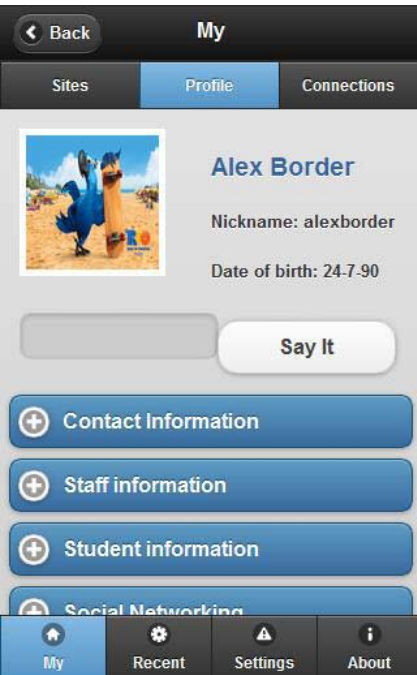 Back
My
Sites
Profile
Connections
Alex Border
Nickname: alexborder
Date of birth: 24-7-90
RIO
Say It
Contact Information
Staff information
Student information
Social Networking
My
Recent
Settings
About